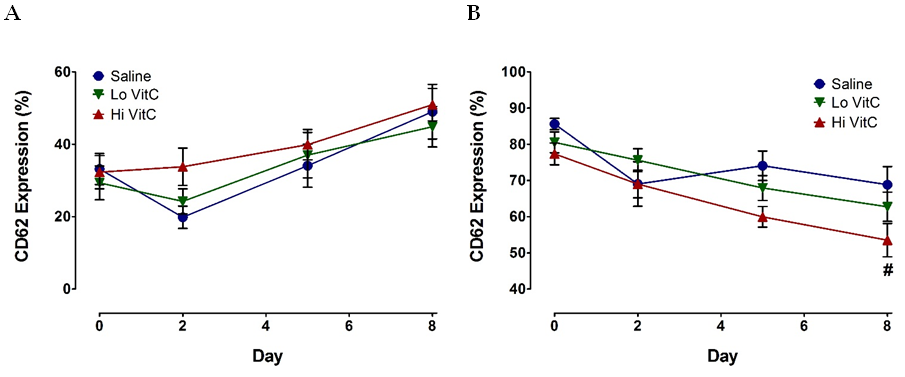 A
CD62 Expression (%)
60
40
20
0
Saline
Lo VitC
Hi VitC
0 2 4 6 8
Day
B
CD62 Expression (%)
100
90
80
70
60
50
40
Saline
Lo VitC
Hi VitC
#
0 2 4 6 8
Day